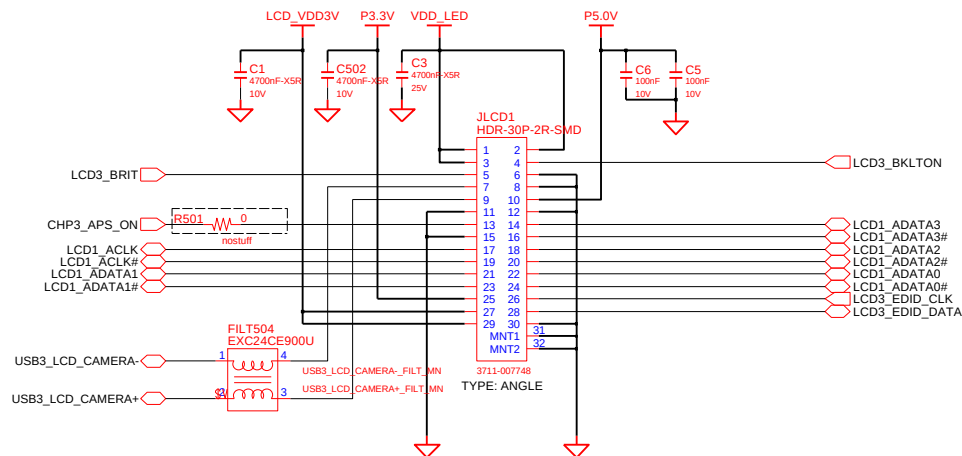 LCD_VDD3V P3.3V VDD_LED P5.0V
C1 C502 C3 C6 C5
4700nF-X5R 4700nF-X5R 4700nF-X5R 100nF 100nF
10V 10V 25V 10V 10V
JLCD1
HDR-30P-2R-SMD
1 2
3 4 LCD3_BKLTON
LCD3_BRIT 5 6
7 8
9 10
11 12
CHP3_APS_ON R501 0 13 14 LCD1_ADATA3
nostuff
15 16 LCD1_ADATA3#
LCD1_ACLK 17 18 LCD1_ADATA2
LCD1_ACLK# 19 20 LCD1_ADATA2#
LCD1_ADATA1 21 22 LCD1_ADATA0
LCD1_ADATA1# 23 24 LCD1_ADATA0#
25 26 LCD3_EDID_CLK
27 28 LCD3_EDID_DATA
29 30
MNT1 31
MNT2 32
FILT504
EXC24CE900U
USB3_LCD_CAMERA- 1 4
USB3_LCD_CAMERA-_FILT_MN
USB3_LCD_CAMERA+_FILT_MN
USB3_LCD_CAMERA+ 2 3
3711-007748
TYPE: ANGLE